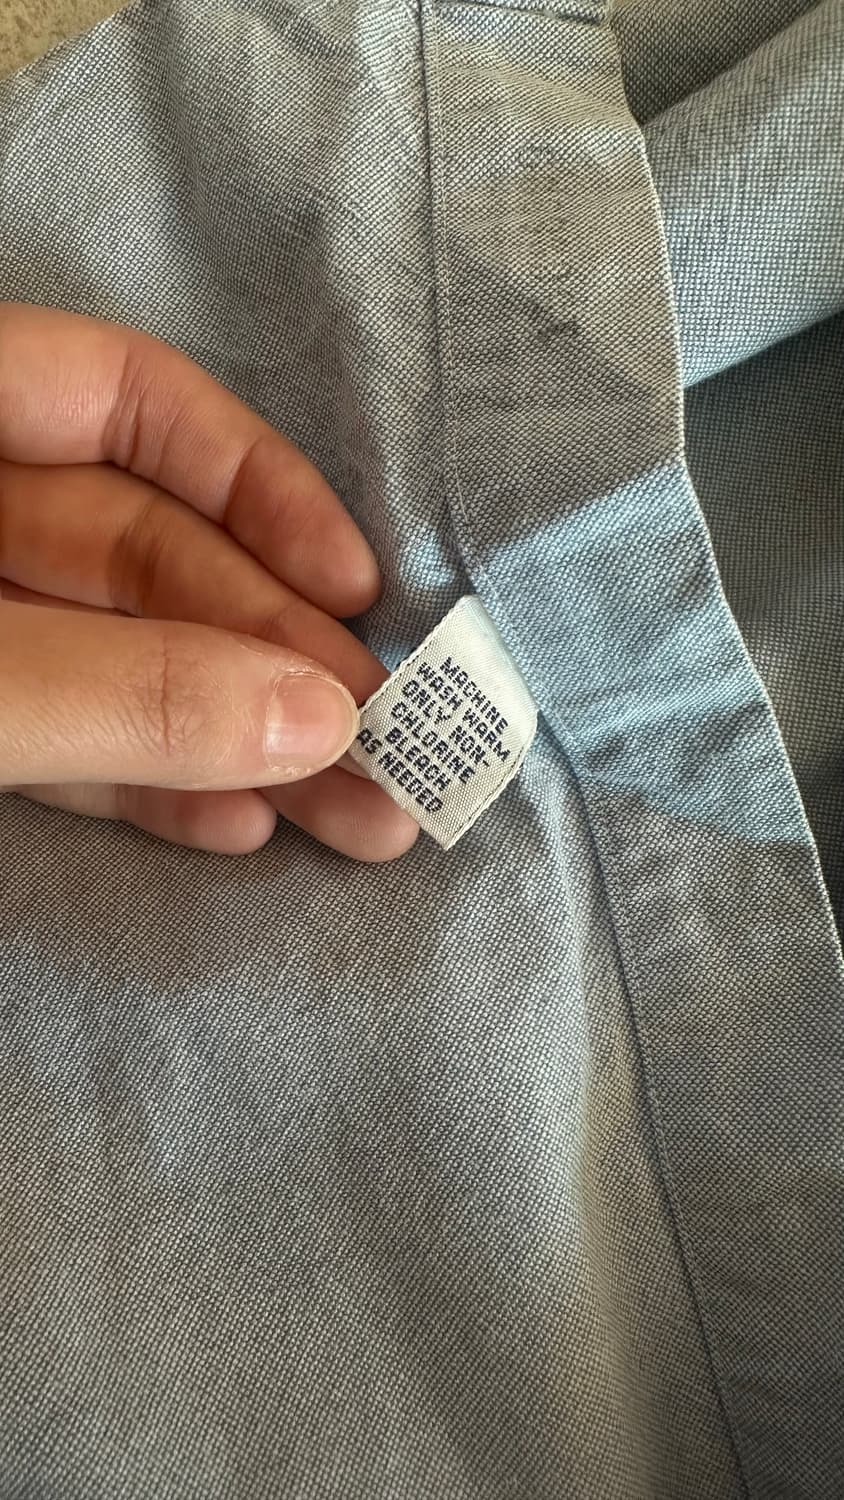 MACHINE
WASH WARM
ONLY NON-
CHLORINE
BLEACH
AS NEEDED